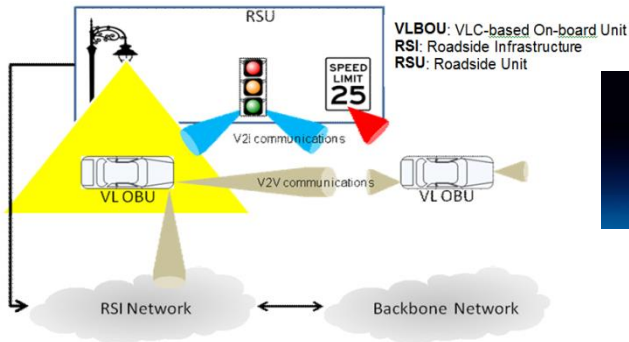 RSU
VLBOU: VLC-based On-board Unit
RSI: Roadside Infrastructure
RSU: Roadside Unit
SPEED
LIMIT
25
V2i communications
V2V communications
VL OBU
VL OBU
RSI Network
Backbone Network